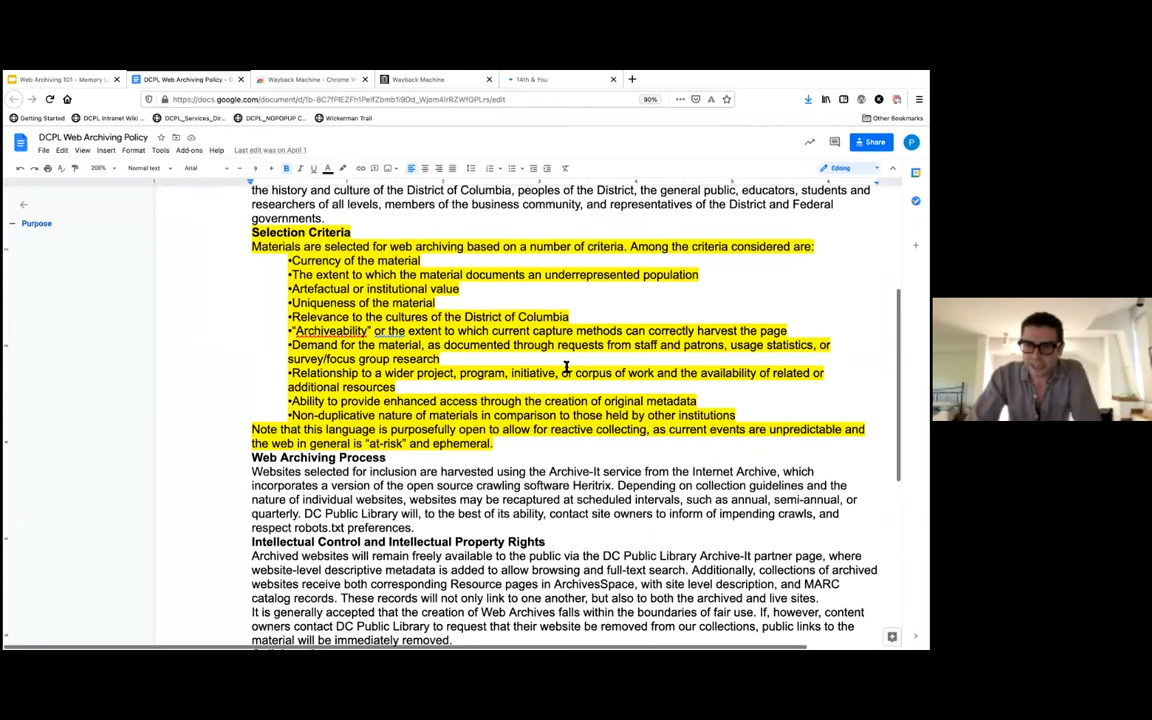 Web Archiving 101 - Memory L
DCPL Web Archiving Policy - G
Wayback Machine - Chrome W
Wayback Machine
14th & You
90%
Getting Started
DCPL Intranet Wiki ...
DCPL_Services_Dir...
DCPL_NOPOPUP C...
Wickerman Trail
Other Bookmarks
DCPL Web Archiving Policy
File Edit View Insert Format Tools Add-ons Help
Last edit was on April 1
Share
P
200%
Normal text
Arial
9
Editing
Purpose
the history and culture of the District of Columbia, peoples of the District, the general public, educators, students and
researchers of all levels, members of the business community, and representatives of the District and Federal
governments.
Selection Criteria
Materials are selected for web archiving based on a number of criteria. Among the criteria considered are:
•Currency of the material
•The extent to which the material documents an underrepresented population
•Artefactual or institutional value
•Uniqueness of the material
•Relevance to the cultures of the District of Columbia
•“Archiveability” or the extent to which current capture methods can correctly harvest the page
•Demand for the material, as documented through requests from staff and patrons, usage statistics, or
survey/focus group research
•Relationship to a wider project, program, initiative, or corpus of work and the availability of related or
additional resources
•Ability to provide enhanced access through the creation of original metadata
•Non-duplicative nature of materials in comparison to those held by other institutions
Note that this language is purposefully open to allow for reactive collecting, as current events are unpredictable and
the web in general is “at-risk” and ephemeral.
Web Archiving Process
Websites selected for inclusion are harvested using the Archive-It service from the Internet Archive, which
incorporates a version of the open source crawling software Heritrix. Depending on collection guidelines and the
nature of individual websites, websites may be recaptured at scheduled intervals, such as annual, semi-annual, or
quarterly. DC Public Library will, to the best of its ability, contact site owners to inform of impending crawls, and
respect robots.txt preferences.
Intellectual Control and Intellectual Property Rights
Archived websites will remain freely available to the public via the DC Public Library Archive-It partner page, where
website-level descriptive metadata is added to allow browsing and full-text search. Additionally, collections of archived
websites receive both corresponding Resource pages in ArchivesSpace, with site level description, and MARC
catalog records. These records will not only link to one another, but also to both the archived and live sites.
It is generally accepted that the creation of Web Archives falls within the boundaries of fair use. If, however, content
owners contact DC Public Library to request that their website be removed from our collections, public links to the
material will be immediately removed.